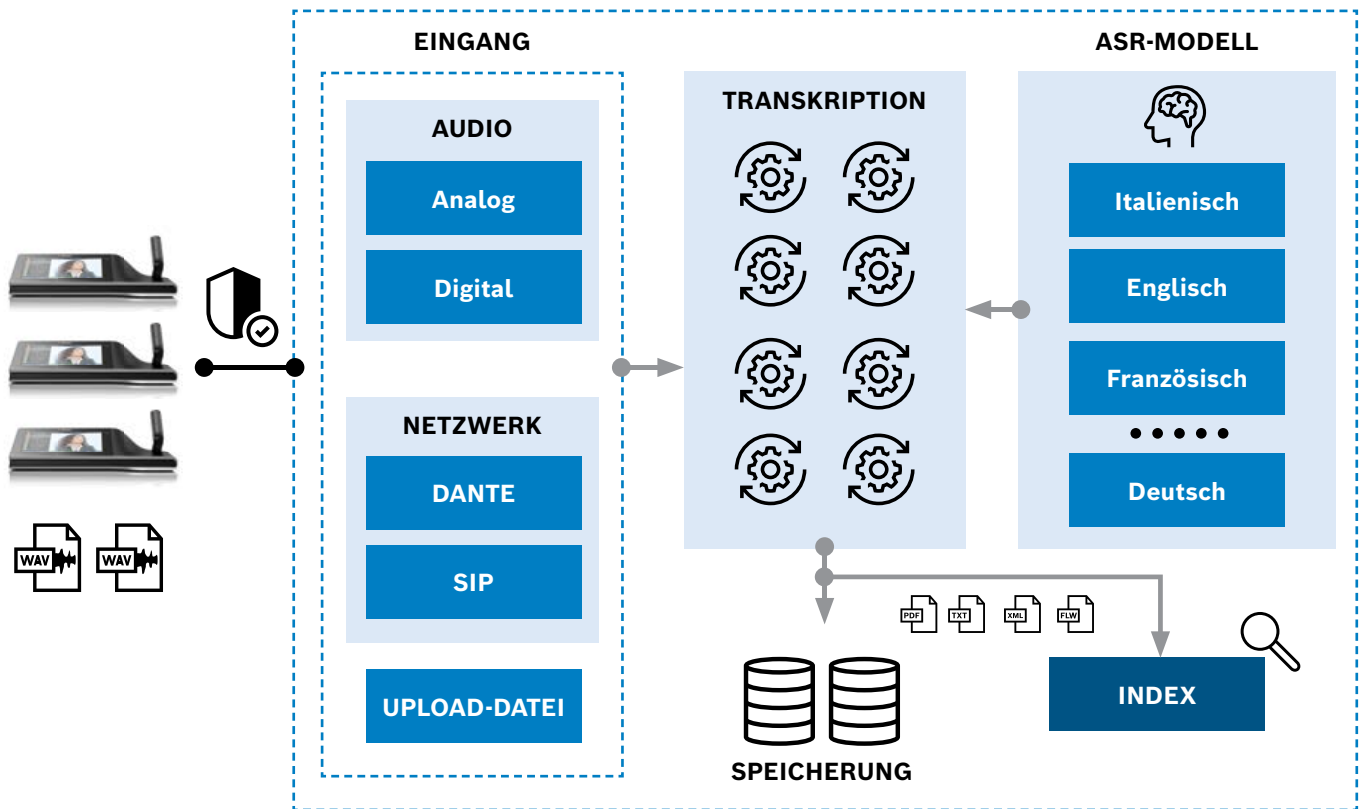 EINGANG
AUDIO
Analog
Digital
NETZWERK
DANTE
SIP
UPLOAD-DATEI
WAV
WAV
TRANSKRIPTION
ASR-MODELL
Italienisch
Englisch
Französisch
Deutsch
PDF
TXT
XML
FLW
SPEICHERUNG
INDEX